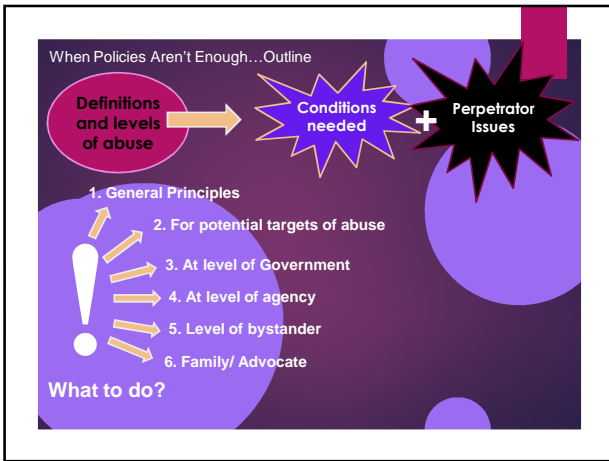 When Policies Aren't Enough…Outline
Definitions
and levels
of abuse
Conditions
needed
+
Perpetrator
Issues
1. General Principles
2. For potential targets of abuse
3. At level of Government
4. At level of agency
5. Level of bystander
6. Family/ Advocate
!
What to do?